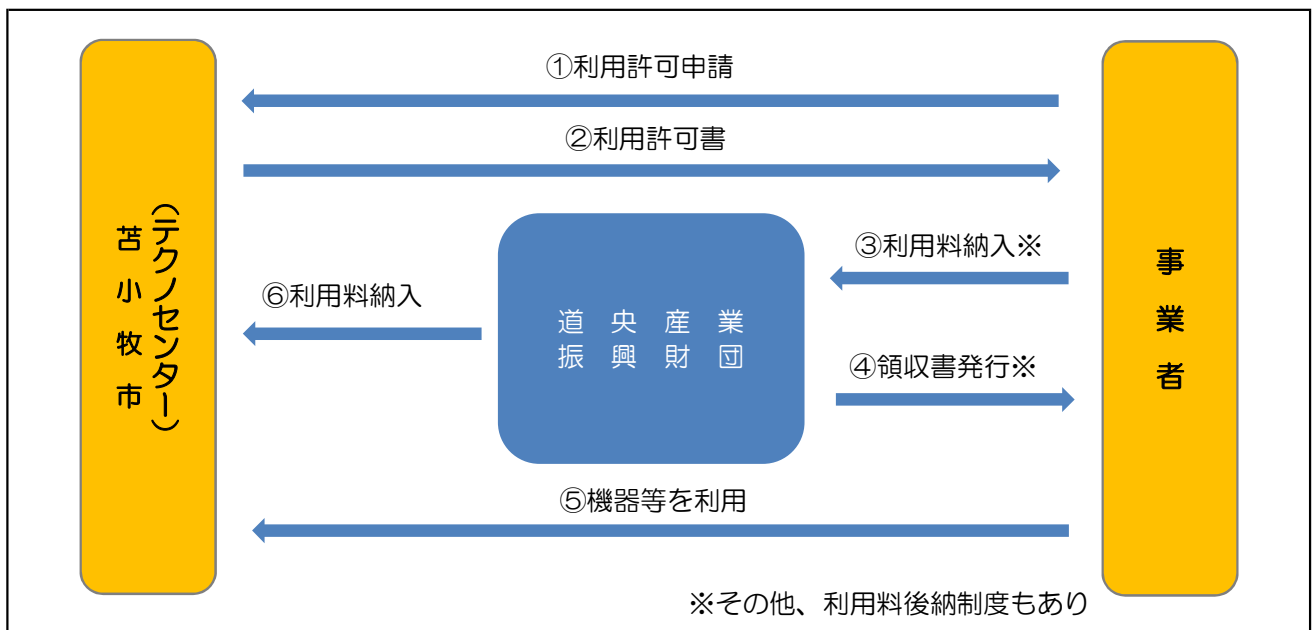 ①利用許可申請
②利用許可書
苫小牧市
(テクノセンター)
道央産業
振興財団
事業者
③利用料納入※
⑥利用料納入
④領収書発行※
⑤機器等を利用
※その他、利用料後納制度もあり